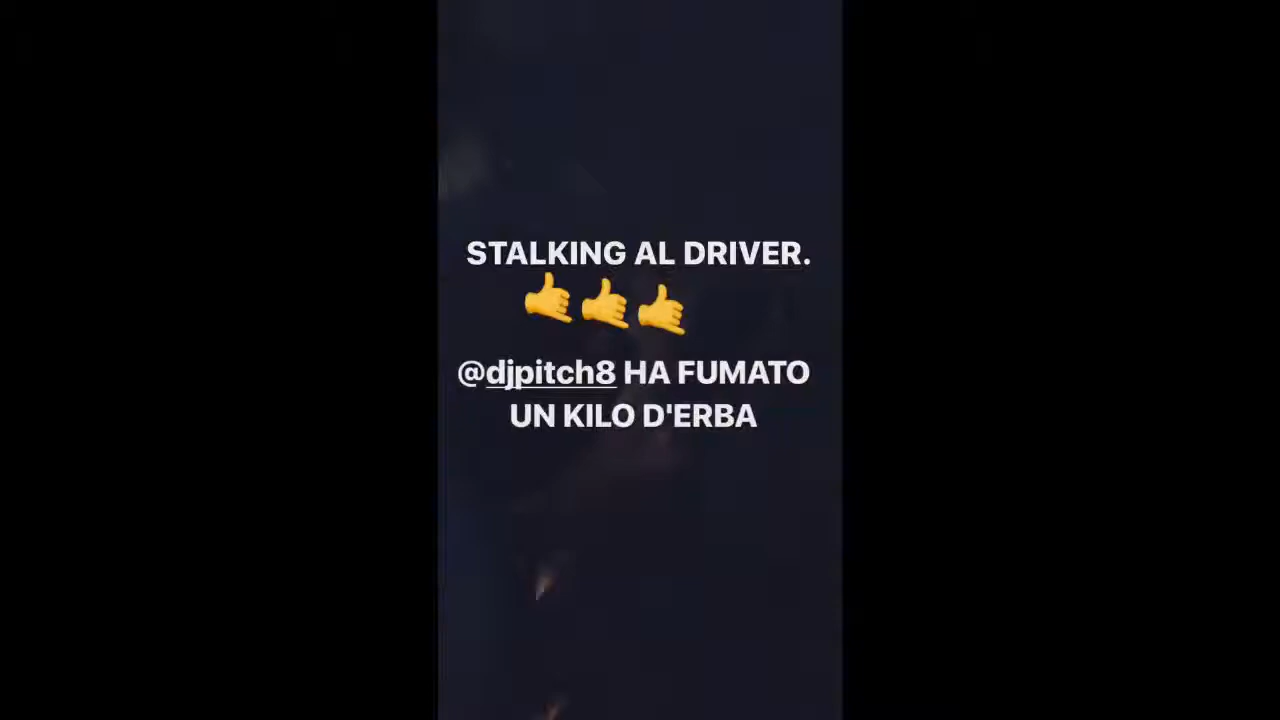 STALKING AL DRIVER.
🤙🤙🤙
@djpitch8 HA FUMATO
UN KILO D'ERBA